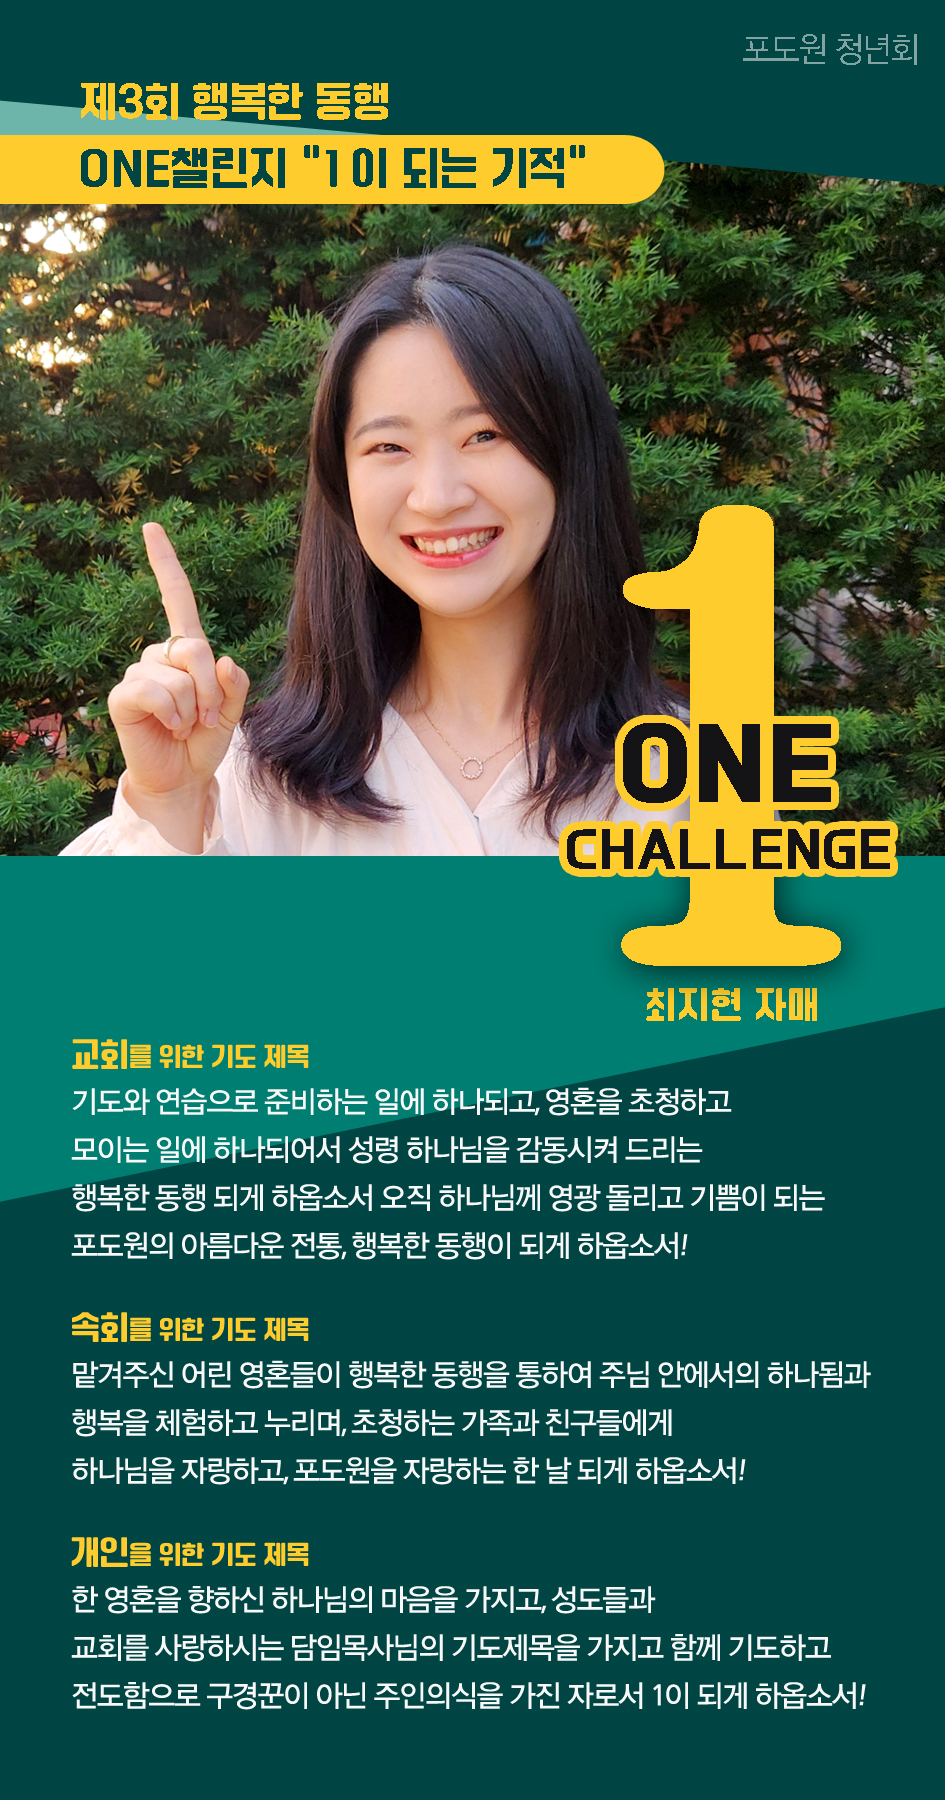 포도원 청년회
제3회 행복한 동행
ONE챌린지 "1이 되는 기적"
1
ONE
CHALLENGE
최지현 자매
교회를 위한 기도 제목
기도와 연습으로 준비하는 일에 하나되고, 영혼을 초청하고
모이는 일에 하나되어서 성령 하나님을 감동시켜 드리는
행복한 동행 되게 하옵소서 오직 하나님께 영광 돌리고 기쁨이 되는
포도원의 아름다운 전통, 행복한 동행이 되게 하옵소서!
속회를 위한 기도 제목
맡겨주신 어린 영혼들이 행복한 동행을 통하여 주님 안에서의 하나됨과
행복을 체험하고 누리며, 초청하는 가족과 친구들에게
하나님을 자랑하고, 포도원을 자랑하는 한 날 되게 하옵소서!
개인을 위한 기도 제목
한 영혼을 향하신 하나님의 마음을 가지고, 성도들과
교회를 사랑하시는 담임목사님의 기도제목을 가지고 함께 기도하고
전도함으로 구경꾼이 아닌 주인의식을 가진 자로서 1이 되게 하옵소서!